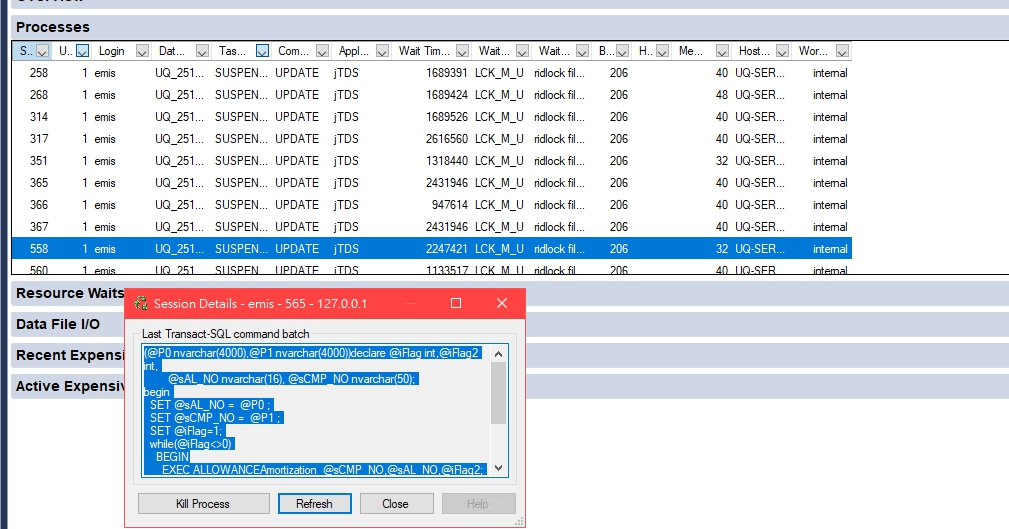 Processes
S.. U.. Login Dat... Tas... Com... Appl... Wait Tim... Wait... Wait... B... H.. Me... Host... Wor...
258 1 emis UQ_251... SUSPEN... UPDATE jTDS 1689391 LCK_M_U ridlock fil... 206 40 UQ-SER... internal
268 1 emis UQ_251... SUSPEN... UPDATE jTDS 1689424 LCK_M_U ridlock fil... 206 48 UQ-SER... internal
314 1 emis UQ_251... SUSPEN... UPDATE jTDS 1689526 LCK_M_U ridlock fil... 206 40 UQ-SER... internal
317 1 emis UQ_251... SUSPEN... UPDATE jTDS 2616560 LCK_M_U ridlock fil... 206 40 UQ-SER... internal
351 1 emis UQ_251... SUSPEN... UPDATE jTDS 1318440 LCK_M_U ridlock fil... 206 32 UQ-SER... internal
365 1 emis UQ_251... SUSPEN... UPDATE jTDS 2431946 LCK_M_U ridlock fil... 206 40 UQ-SER... internal
366 1 emis UQ_251... SUSPEN... UPDATE jTDS 947614 LCK_M_U ridlock fil... 206 40 UQ-SER... internal
367 1 emis UQ_251... SUSPEN... UPDATE jTDS 2431946 LCK_M_U ridlock fil... 206 40 UQ-SER... internal
558 1 emis UQ_251... SUSPEN... UPDATE jTDS 2247421 LCK_M_U ridlock fil... 206 32 UQ-SER... internal
560 1 emis UQ_251 SUSPEN UPDATE jTDS 1133517 LCK_M_U ridlock fil 206 40 UQ-SER internal
Resource Waits
Data File I/O
Recent Expensi
Active Expensiv
Session Details - emis - 565 - 127.0.0.1
Last Transact-SQL command batch
(@P0 nvarchar(4000),@P1 nvarchar(4000))declare @iFlag int,@iFlag2
int,
@sAL_NO nvarchar(16), @sCMP_NO nvarchar(50);
begin
SET @sAL_NO = @P0 ;
SET @sCMP_NO = @P1 ;
SET @iFlag=1;
while(@iFlag<>0)
BEGIN
EXEC ALLOWANCEAmortization @sCMP_NO,@sAL_NO,@iFlag2;
Kill Process
Refresh
Close
Help